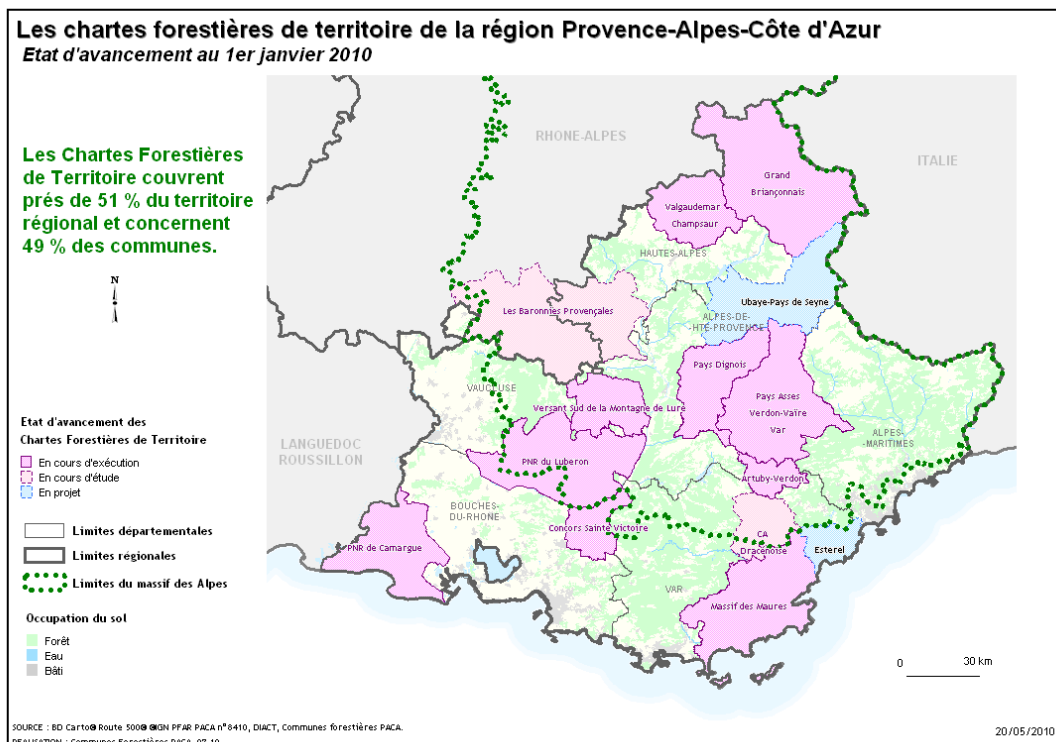 Les chartes forestières de territoire de la région Provence-Alpes-Côte d'Azur
Etat d'avancement au 1er janvier 2010
Les Chartes Forestières
de Territoire couvrent
prés de 51 % du territoire
régional et concernent
49 % des communes.
N
RHONE-ALPES
ITALIE
Grand
Briançonnais
Valgaudemar
Champsaur
HAUTES-ALPES
Ubaye-Pays de Seyne
Les Baronnies Provençales
ALPES-DE-
-HTE-PROVENCE
Pays Dignois
VAUCLUSE
Versant Sud de la Montagne de Lure
Pays Asses
Verdon-Vaïre
Var
ALPES-
-MARITIMES
LANGUEDOC
ROUSSILLON
PNR du Luberon
Artuby-Verdon
BOUCHES-
DU-RHONE
Concors Sainte Victoire
CA
Dracénoise
Esterel
PNR de Camargue
VAR
Massif des Maures
Etat d'avancement des
Chartes Forestières de Territoire
En cours d'exécution
En cours d'étude
En projet
Limites départementales
Limites régionales
Limites du massif des Alpes
Occupation du sol
Forêt
Eau
Bâti
0 30 km
SOURCE : BD Carto® Route 500® ®IGN PFAR PACA n°8410, DIACT, Communes forestières PACA.
REALISATION : Communes Forestières PACA, 07-10
20/05/2010